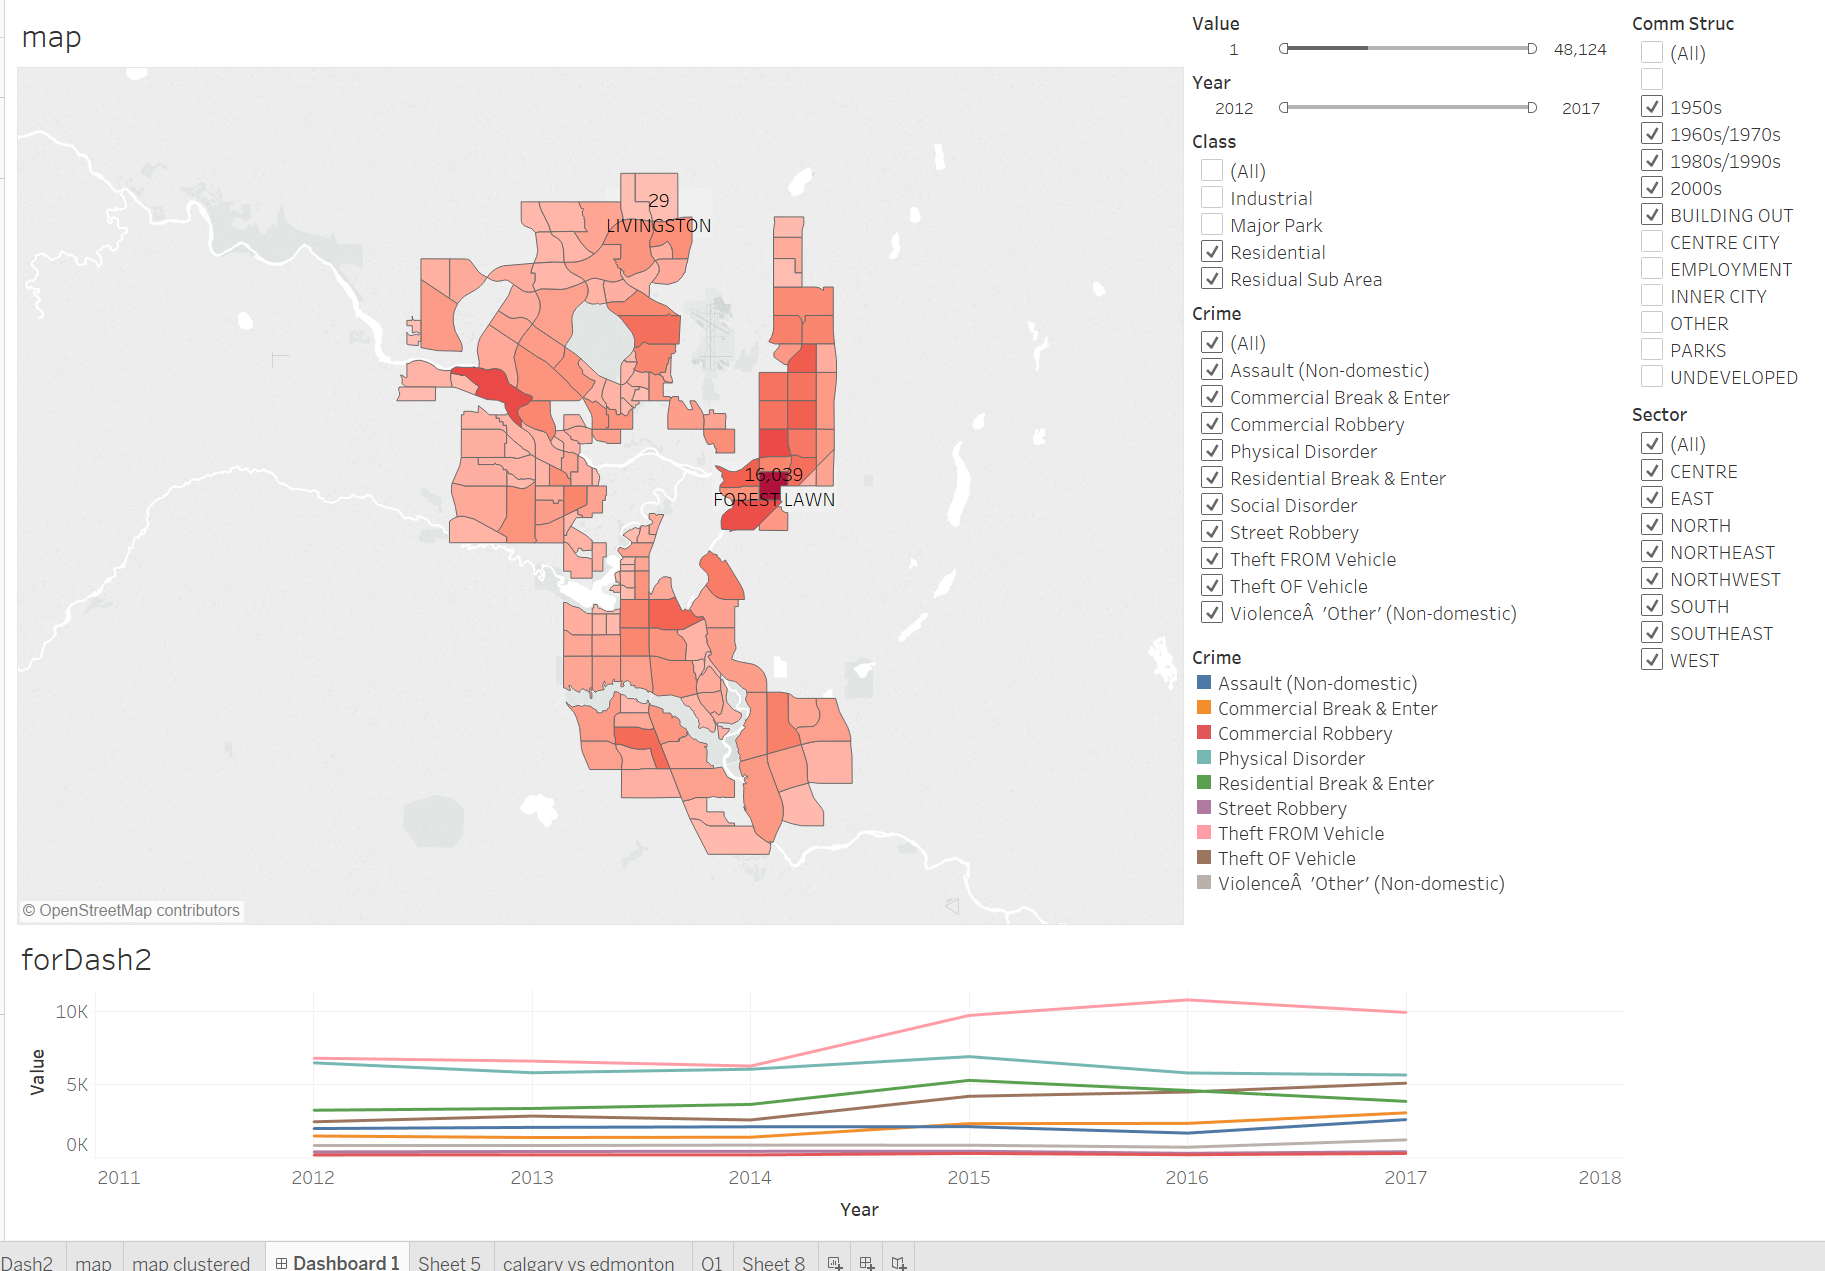 map
29
LIVINGSTON
16,039
FOREST LAWN
© OpenStreetMap contributors
Value
1
48,124
Year
2012
2017
Class
(All)
Industrial
Major Park
Residential
Residual Sub Area
Crime
(All)
Assault (Non-domestic)
Commercial Break & Enter
Commercial Robbery
Physical Disorder
Residential Break & Enter
Social Disorder
Street Robbery
Theft FROM Vehicle
Theft OF Vehicle
ViolenceÂ 'Other' (Non-domestic)
Crime
Assault (Non-domestic)
Commercial Break & Enter
Commercial Robbery
Physical Disorder
Residential Break & Enter
Street Robbery
Theft FROM Vehicle
Theft OF Vehicle
ViolenceÂ 'Other' (Non-domestic)
Comm Struc
(All)
1950s
1960s/1970s
1980s/1990s
2000s
BUILDING OUT
CENTRE CITY
EMPLOYMENT
INNER CITY
OTHER
PARKS
UNDEVELOPED
Sector
(All)
CENTRE
EAST
NORTH
NORTHEAST
NORTHWEST
SOUTH
SOUTHEAST
WEST
forDash2
Value
10K
5K
0K
2011 2012 2013 2014 2015 2016 2017 2018
Year
Dash2 map map clustered Dashboard 1 Sheet 5 calgary vs edmonton Q1 Sheet 8